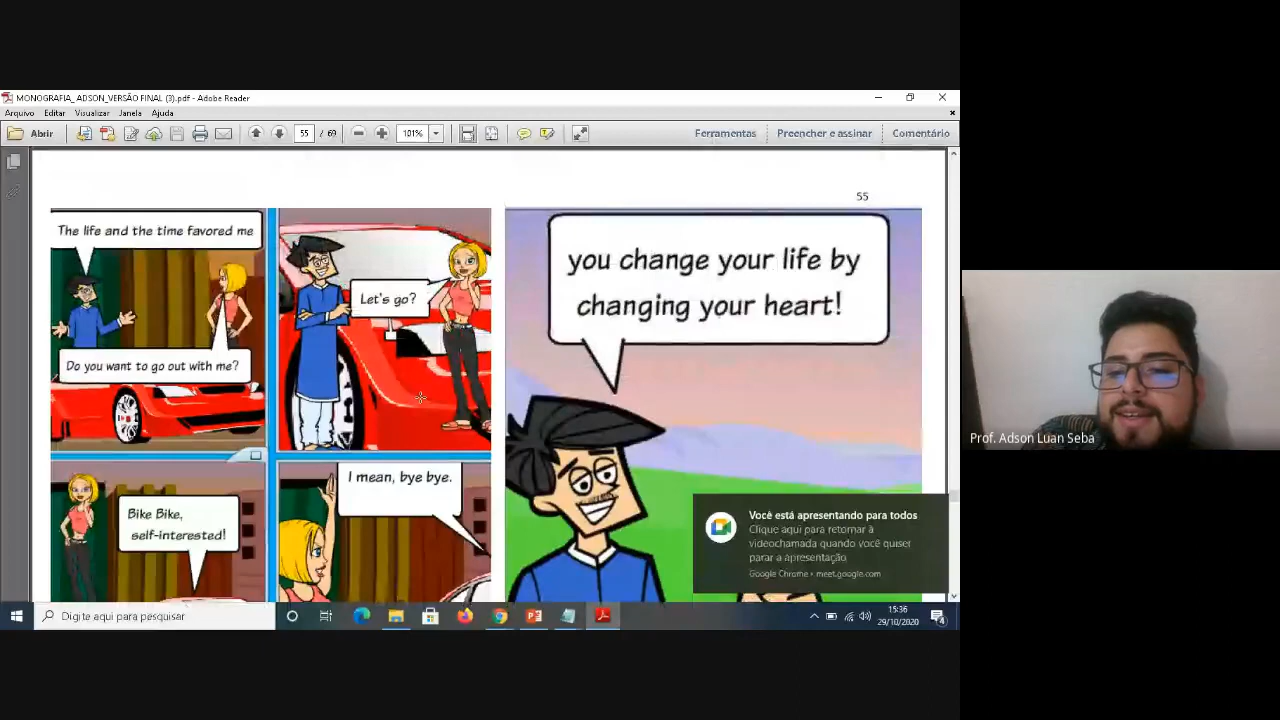 MONOGRAFIA_ ADSON_VERSÃO FINAL (3).pdf - Adobe Reader
Arquivo Editar Visualizar Janela Ajuda
Abrir 55 / 69 101% Ferramentas Preencher e assinar Comentário
55
The life and the time favored me
Do you want to go out with me?
Let's go?
Bike Bike,
self-interested!
I mean, bye bye.
you change your life by
changing your heart!
Você está apresentando para todos
Clique aqui para retornar à
videochamada quando você quiser
parar a apresentação
Google Chrome • meet.google.com
Prof. Adson Luan Seba
Digite aqui para pesquisar
15:36
29/10/2020
4